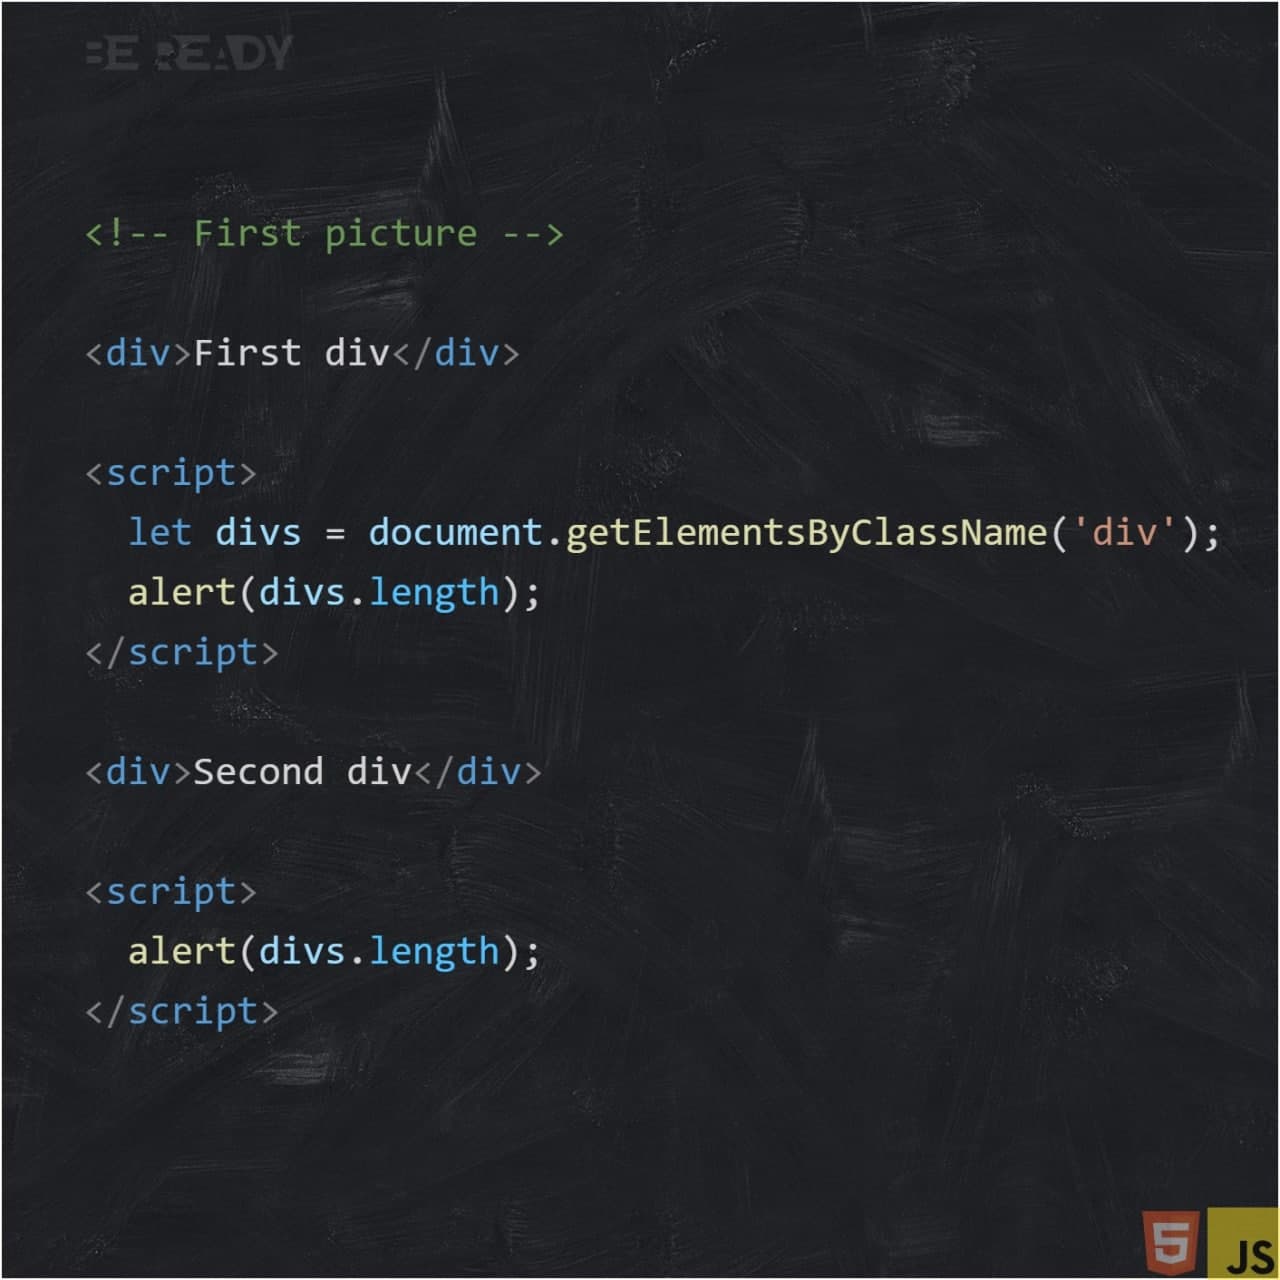 BE READY
<!-- First picture -->
<div>First div</div>
<script>
let divs = document.getElementsByClassName('div');
alert(divs.length);
</script>
<div>Second div</div>
<script>
alert(divs.length);
</script>
5
JS